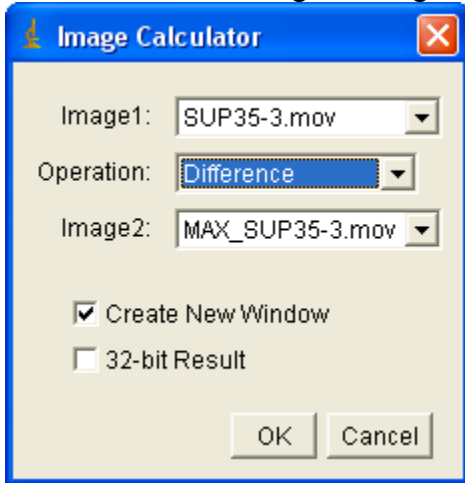 Image Calculator
Image1: SUP35-3.mov
Operation: Difference
Image2: MAX_SUP35-3.mov
Create New Window
32-bit Result
OK Cancel